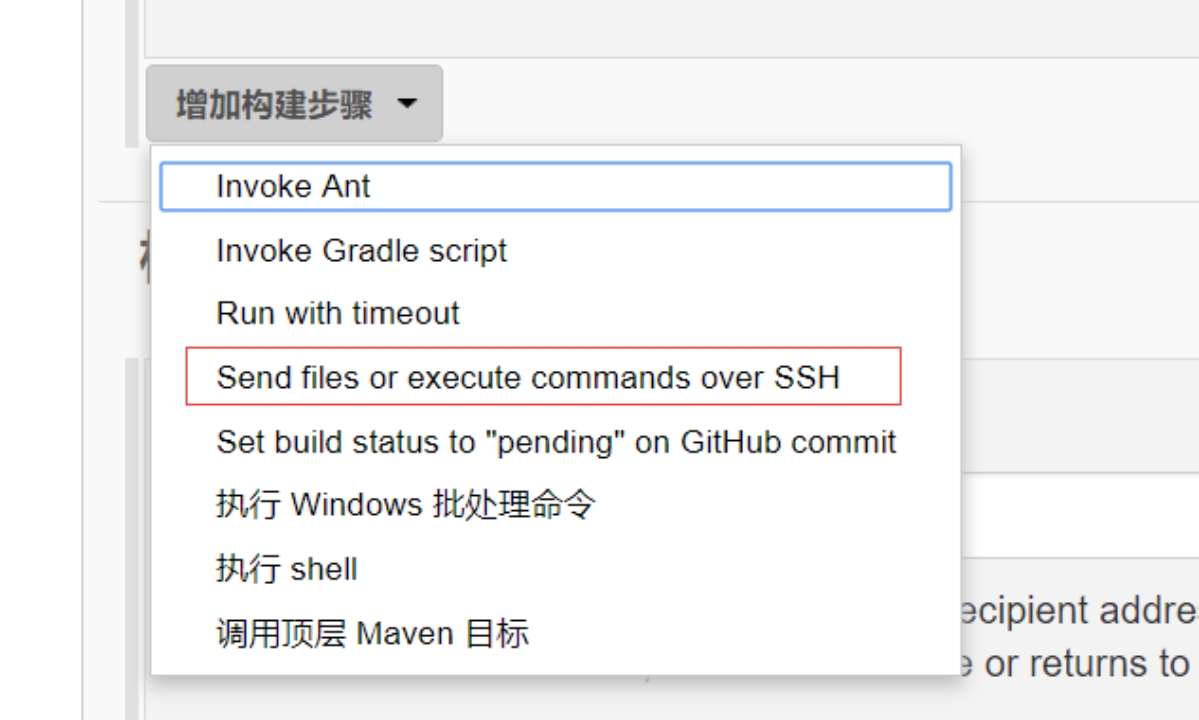 增加构建步骤
Invoke Ant
Invoke Gradle script
Run with timeout
Send files or execute commands over SSH
Set build status to "pending" on GitHub commit
执行 Windows 批处理命令
执行 shell
调用顶层 Maven 目标
or returns to